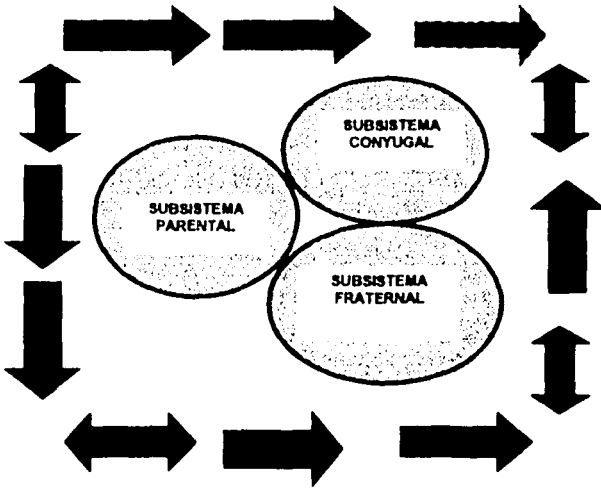 SUBSISTEMA
CONYUGAL
SUBSISTEMA
PARENTAL
SUBSISTEMA
FRATERNAL